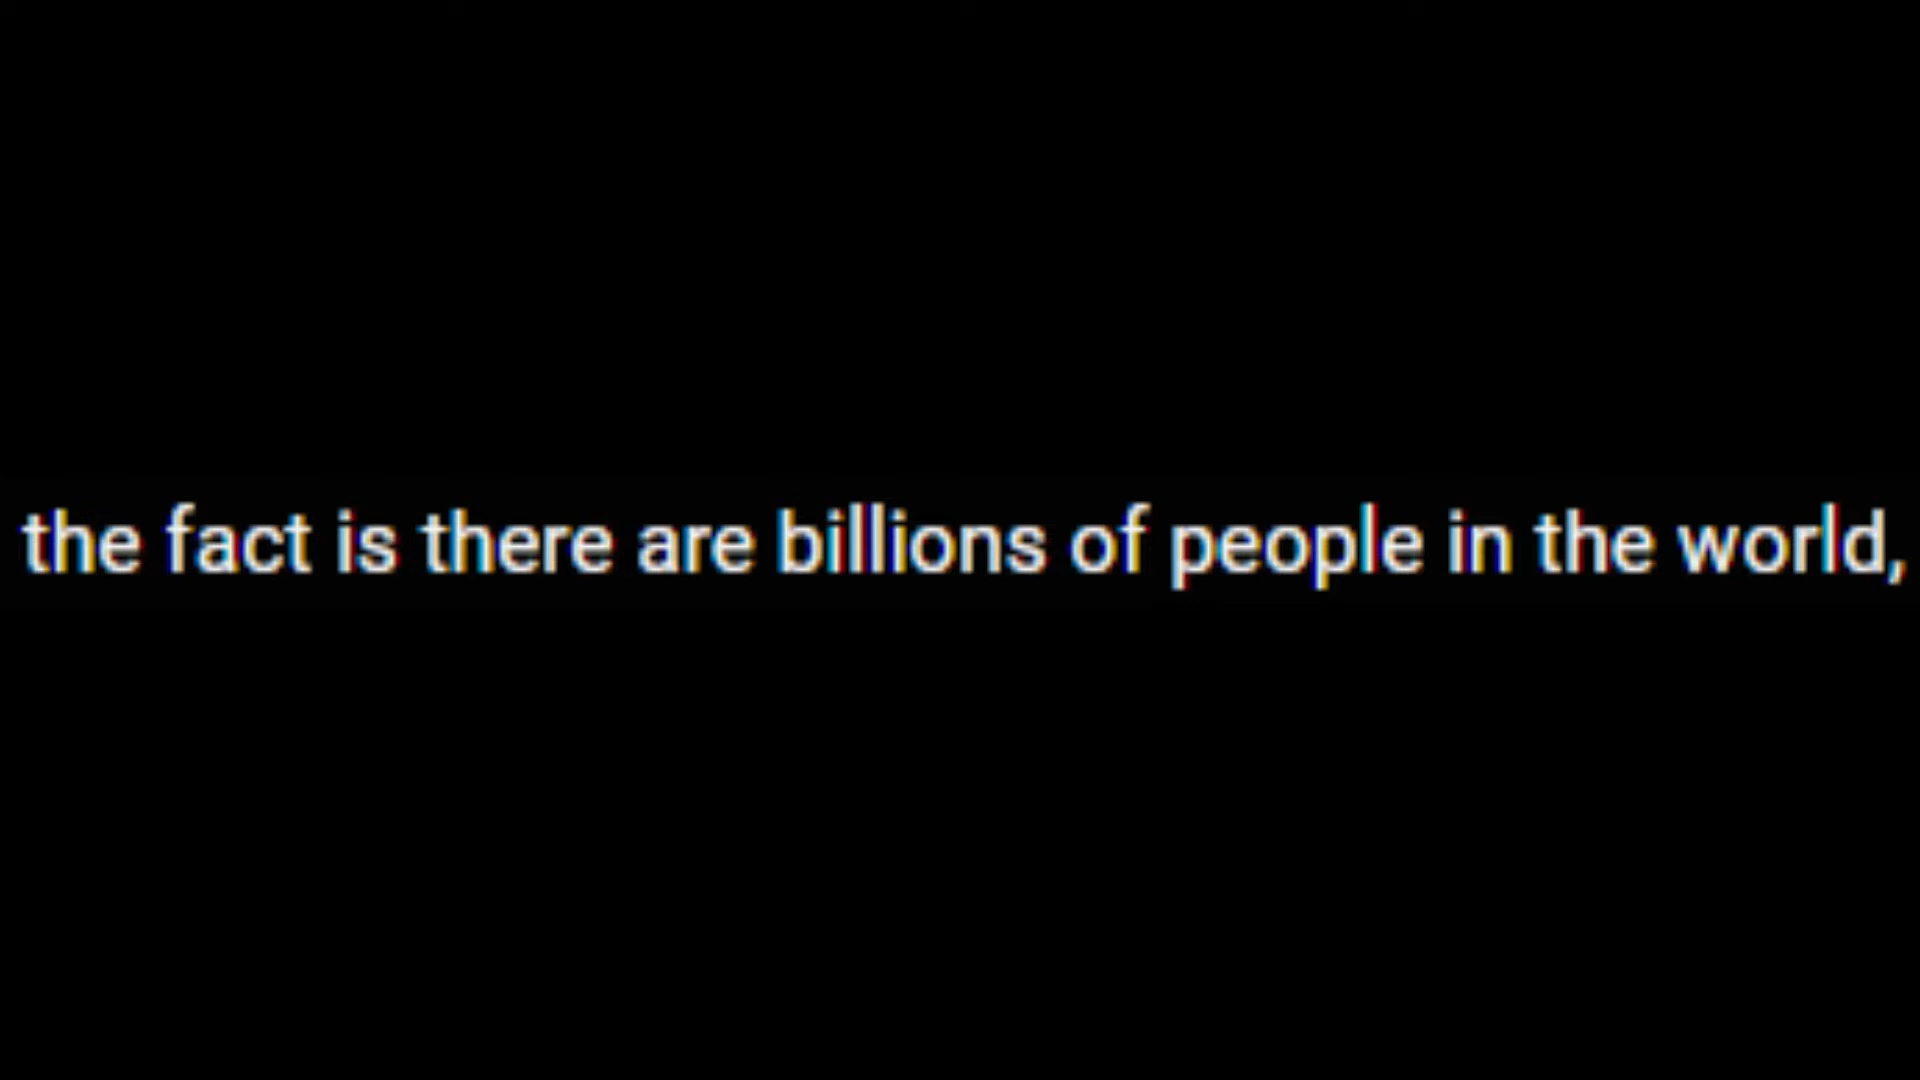 the fact is there are billions of people in the world,